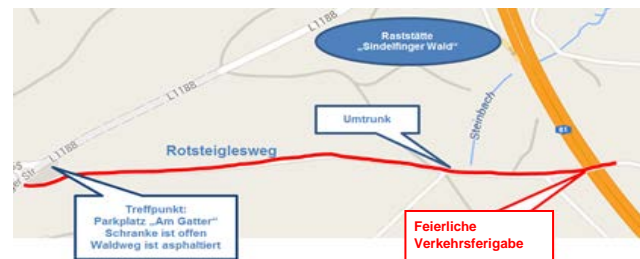 L1188
Raststätte
„Sindelfinger Wald"
L1188
Umtrunk
Steinbach
Rotsteiglesweg
L1188
Treffpunkt:
Parkplatz „Am Gatter"
Schranke ist offen
Waldweg ist asphaltiert
Feierliche
Verkehrsferigabe